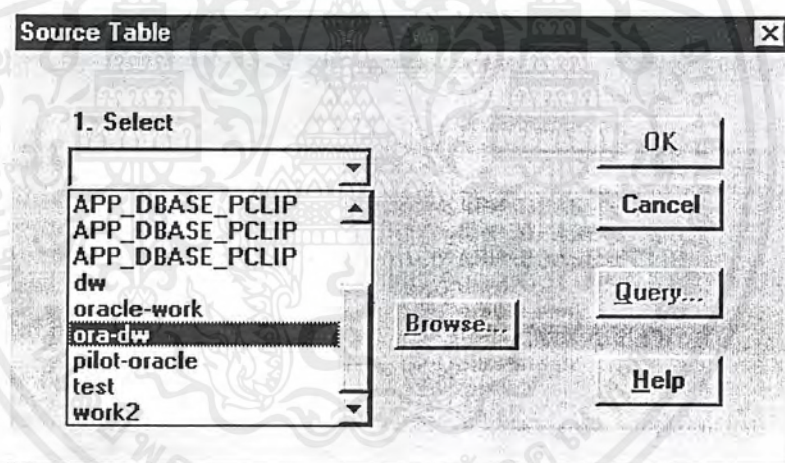 Source Table
1. Select
APP_DBASE_PCLIP
APP_DBASE_PCLIP
APP_DBASE_PCLIP
dw
oracle-work
ora-dw
pilot-oracle
test
work2
Browse...
OK
Cancel
Query...
Help